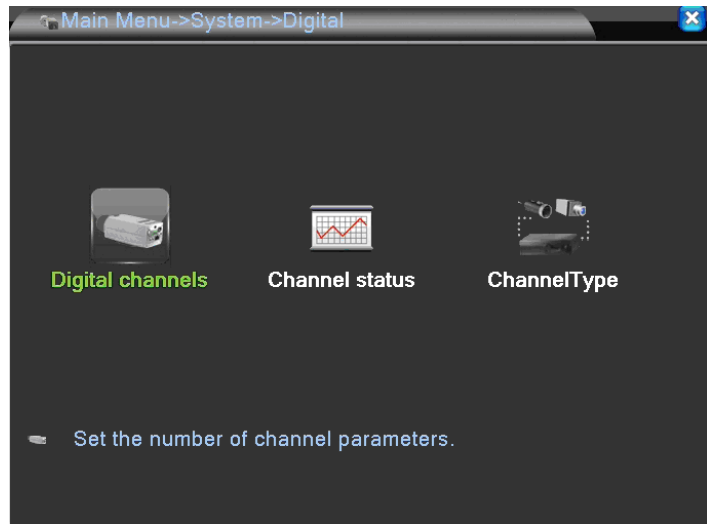 Main Menu->System->Digital
Digital channels
Channel status
ChannelType
Set the number of channel parameters.